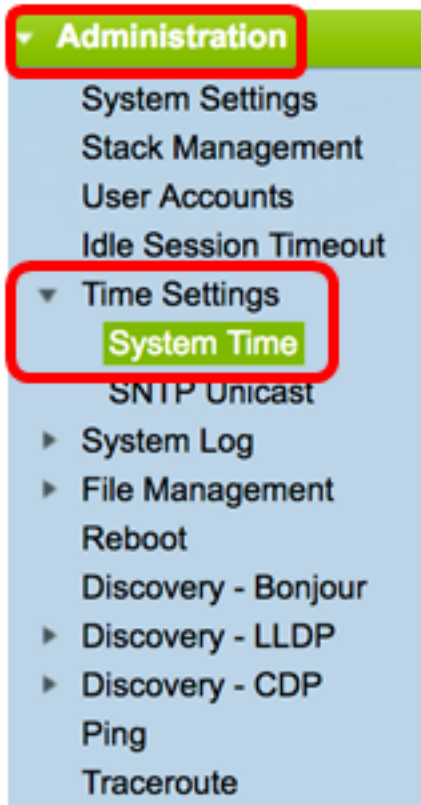 Administration
System Settings
Stack Management
User Accounts
Idle Session Timeout
Time Settings
System Time
SNTP Unicast
System Log
File Management
Reboot
Discovery - Bonjour
Discovery - LLDP
Discovery - CDP
Ping
Traceroute